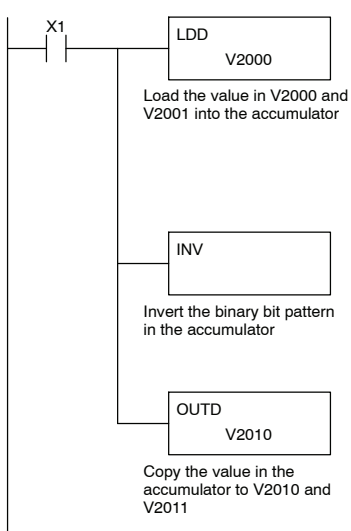 X1
LDD
V2000
Load the value in V2000 and
V2001 into the accumulator
INV
Invert the binary bit pattern
in the accumulator
OUTD
V2010
Copy the value in the
accumulator to V2010 and
V2011